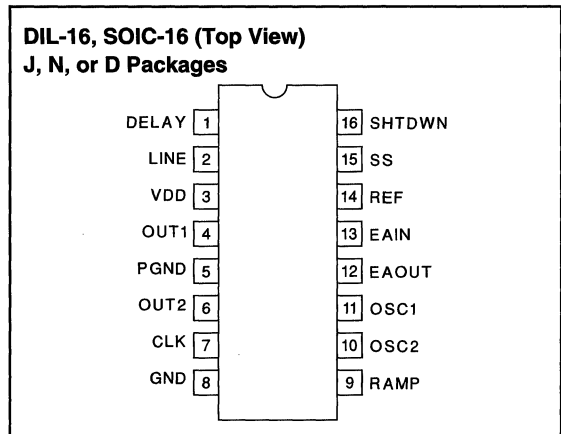 DIL-16, SOIC-16 (Top View)
J, N, or D Packages
DELAY 1 16 SHTDWN
LINE 2 15 SS
VDD 3 14 REF
OUT1 4 13 EAIN
PGND 5 12 EAOUT
OUT2 6 11 OSC1
CLK 7 10 OSC2
GND 8 9 RAMP